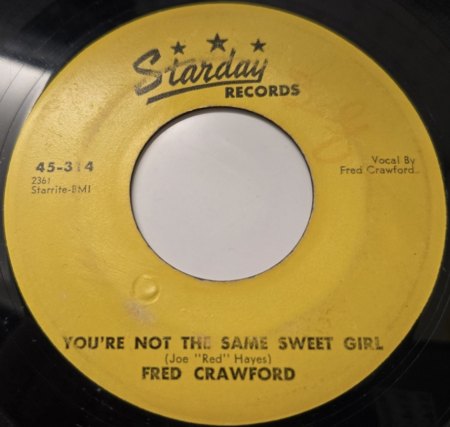 Starday
RECORDS
45-314
2361
Starrite-BMI
Vocal By
Fred Crawford
YOU'RE NOT THE SAME SWEET GIRL
(Joe "Red" Hayes)
FRED CRAWFORD